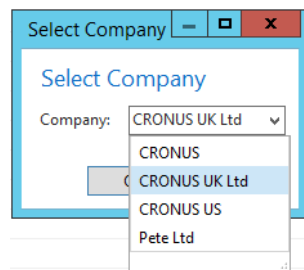 Select Company
Select Company
Company: CRONUS UK Ltd
CRONUS
CRONUS UK Ltd
CRONUS US
Pete Ltd